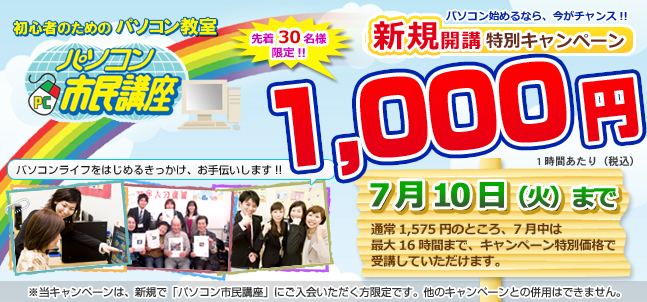 初心者のための パソコン教室
パソコン
市民講座
PC
先着30名様
限定!!
パソコン始めるなら、今がチャンス!!
新規開講 特別キャンペーン
1,000円
1時間あたり（税込）
パソコンライフをはじめるきっかけ、お手伝いします!!
7月10日（火）まで
通常1,575円のところ、7月中は
最大16時間まで、キャンペーン特別価格で
受講していただけます。
※当キャンペーンは、新規で「パソコン市民講座」にご入会いただく方限定です。他のキャンペーンとの併用はできません。